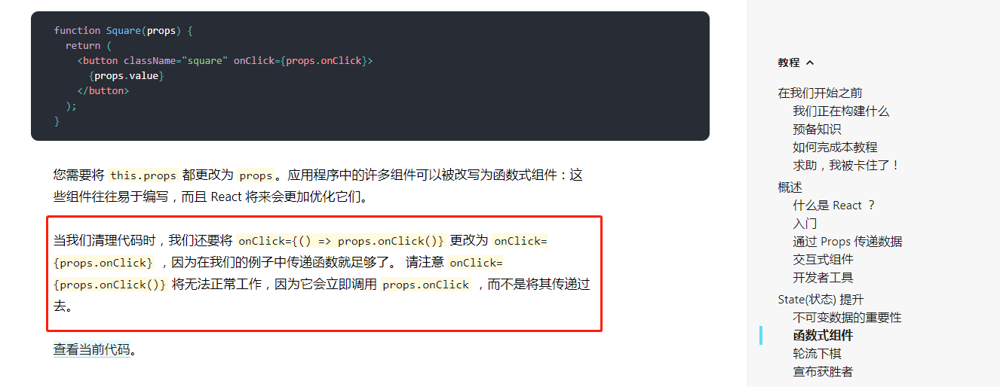 function Square(props) {
  return (
    <button className="square" onClick={props.onClick}>
      {props.value}
    </button>
  );
}
您需要将 this.props 都更改为 props 。应用程序中的许多组件可以被改写为函数式组件：这
些组件往往易于编写，而且 React 将来会更加优化它们。
当我们清理代码时，我们还要将 onClick={() => props.onClick()} 更改为 onClick=
{props.onClick} ，因为在我们的例子中传递函数就足够了。 请注意 onClick=
{props.onClick()} 将无法正常工作，因为它会立即调用 props.onClick ，而不是将其传递过
去。
查看当前代码。
教程
在我们开始之前
我们正在构建什么
预备知识
如何完成本教程
求助，我被卡住了！
概述
什么是 React ？
入门
通过 Props 传递数据
交互式组件
开发者工具
State(状态) 提升
不可变数据的重要性
函数式组件
轮流下棋
宣布获胜者